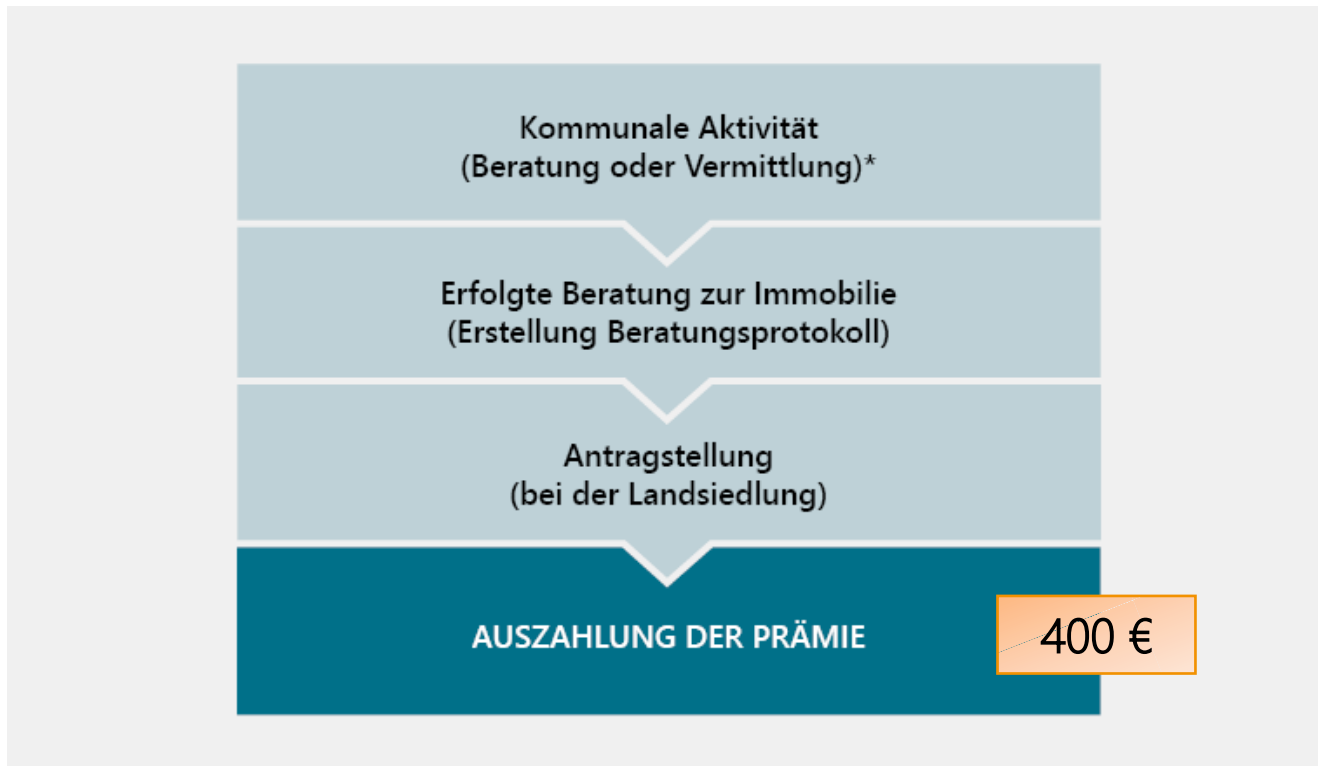 Kommunale Aktivität
(Beratung oder Vermittlung)*
Erfolgte Beratung zur Immobilie
(Erstellung Beratungsprotokoll)
Antragstellung
(bei der Landsiedlung)
AUSZAHLUNG DER PRÄMIE
400 €